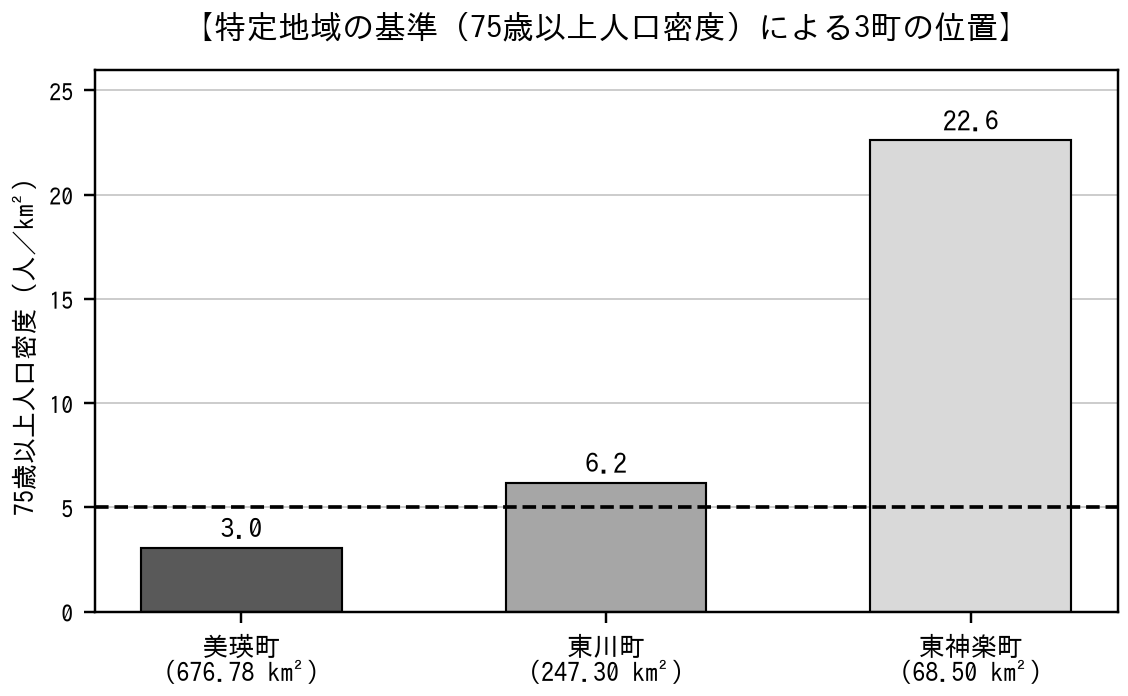 【特定地域の基準（75歳以上人口密度）による3町の位置】
75歳以上人口密度（人／km²）
25
20
15
10
5
0
3.0
6.2
22.6
美瑛町
(676.78 km²)
東川町
(247.30 km²)
東神楽町
(68.50 km²)